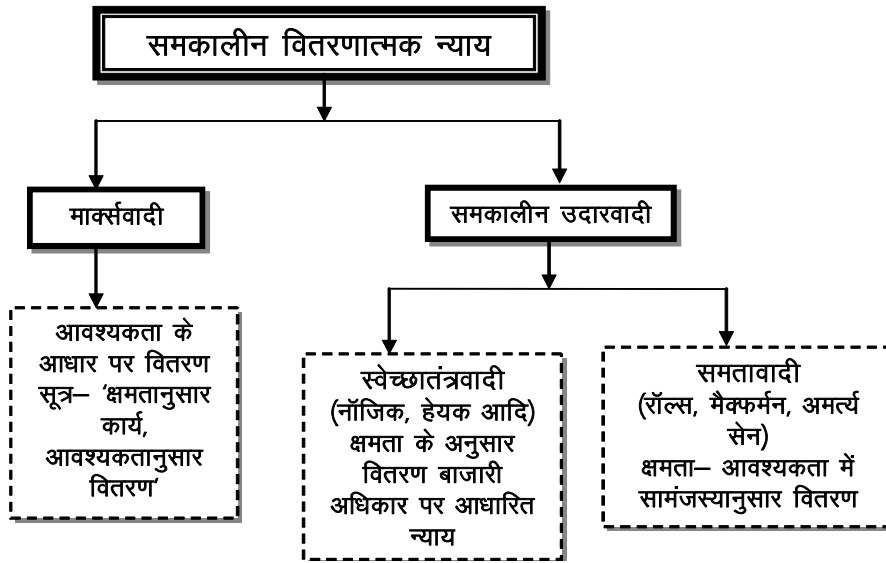 समकालीन वितरणात्मक न्याय
मार्क्सवादी
समकालीन उदारवादी
आवश्यकता के
आधार पर वितरण
सूत्र– ‘क्षमतानुसार
कार्य,
आवश्यकतानुसार
वितरण’
स्वेच्छातंत्रवादी
(नॉजिक, हेयक आदि)
क्षमता के अनुसार
वितरण बाजारी
अधिकार पर आधारित
न्याय
समतावादी
(रॉल्स, मैक्फर्मन, अमर्त्य
सेन)
क्षमता– आवश्यकता में
सामंजस्यानुसार वितरण